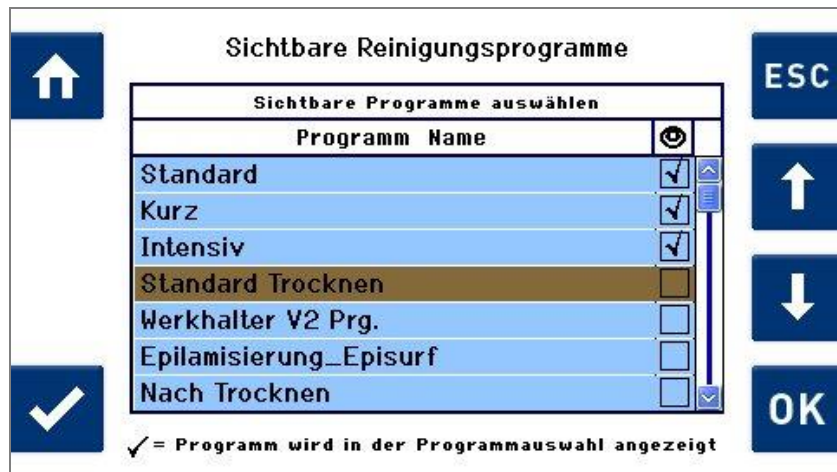 Sichtbare Reinigungsprogramme
ESC
Sichtbare Programme auswählen
Programm Name
Standard
Kurz
Intensiv
Standard Trocknen
Werkhalter V2 Prg.
Epilamisierung_Episurf
Nach Trocknen
OK
✓= Programm wird in der Programmauswahl angezeigt